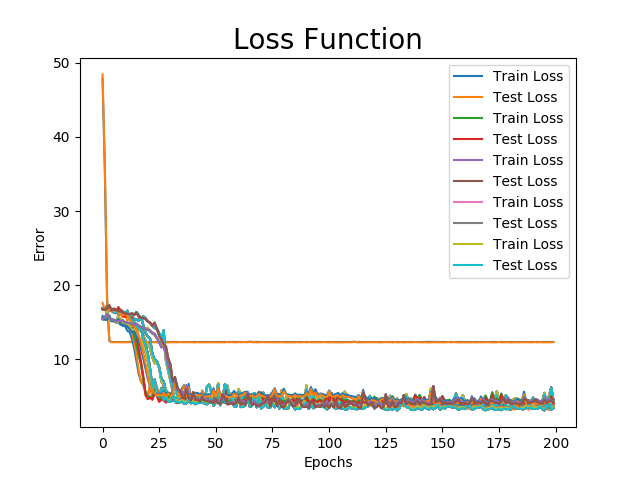 Loss Function
50
40
30
20
10
Error
0
25
50
75
100
125
150
175
200
Epochs
Train Loss
Test Loss
Train Loss
Test Loss
Train Loss
Test Loss
Train Loss
Test Loss
Train Loss
Test Loss